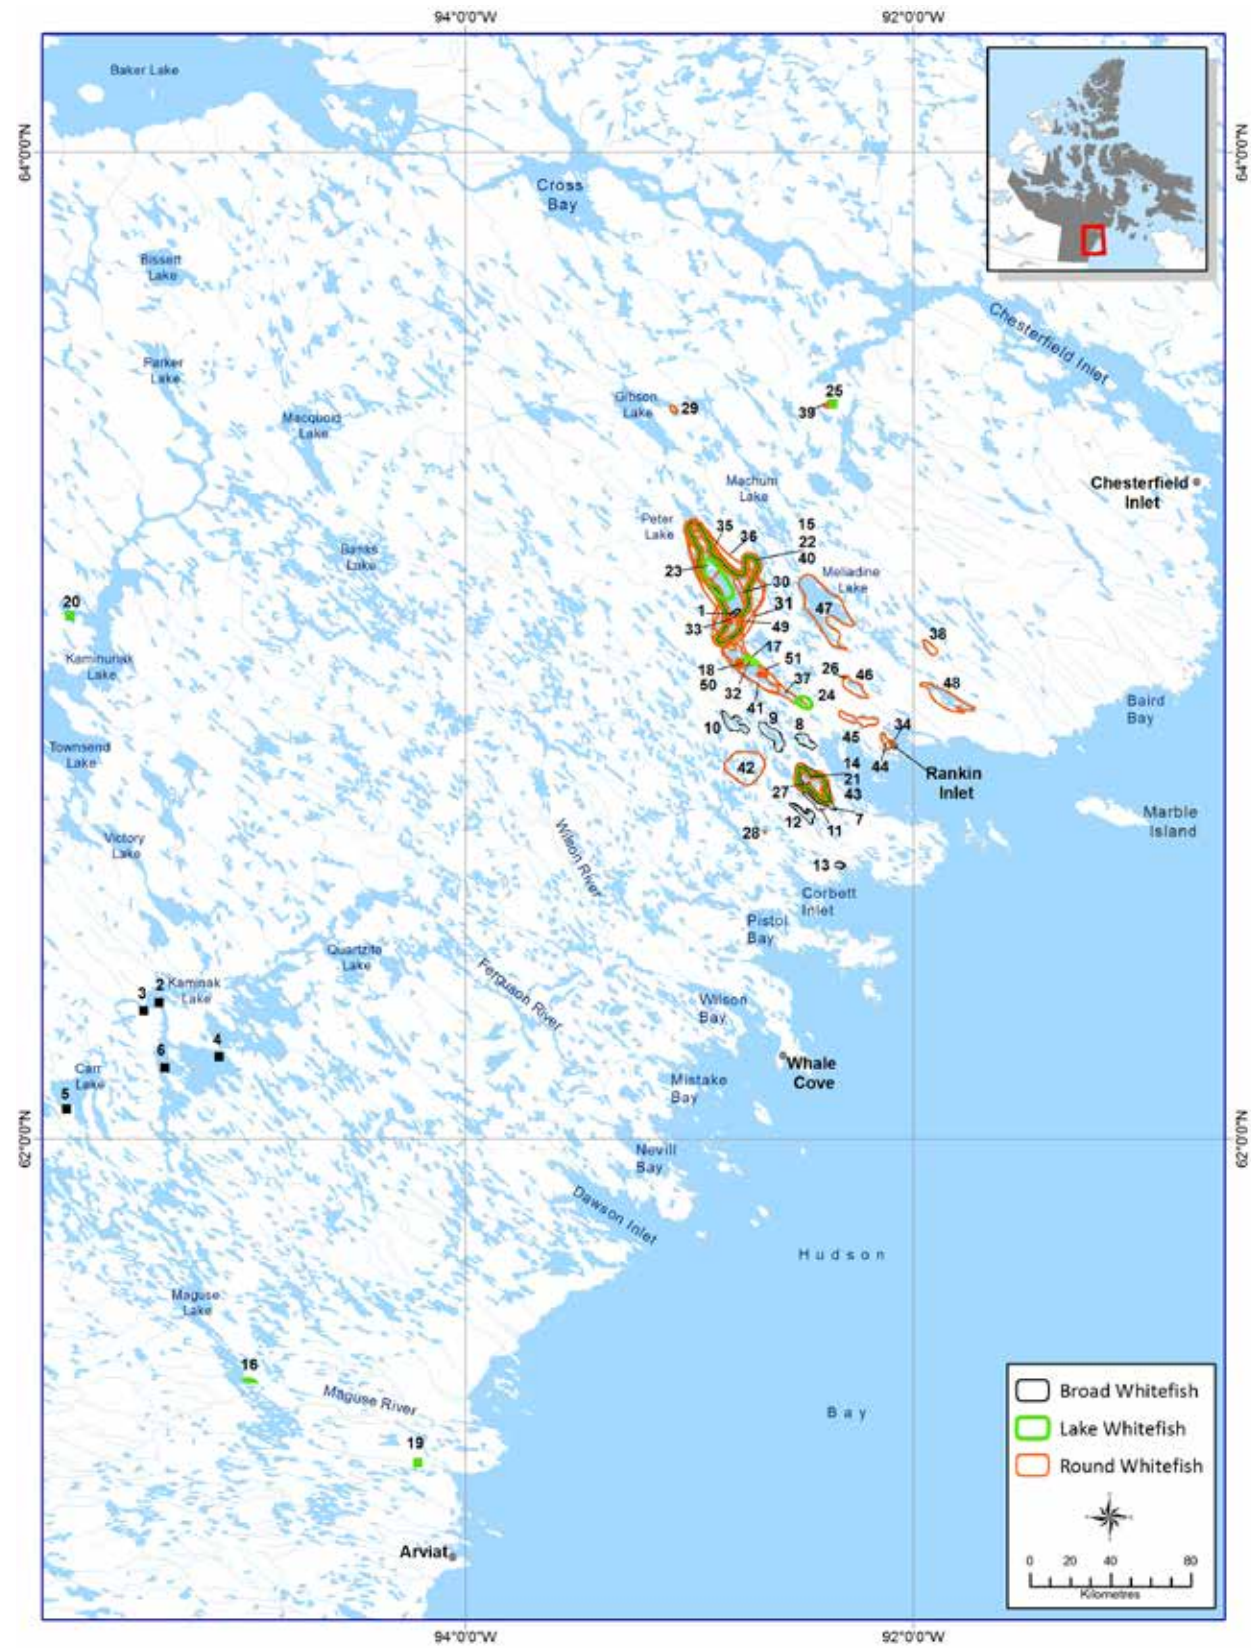 94°0'0"W
92°0'0"W
Baker Lake
64°0'0"N
64°0'0"N
Cross
Bay
Bissett
Lake
Chesterfield Inlet
Parker
Lake
Macquoid
Lake
Gibson
Lake
29
25
39
Machum
Lake
Chesterfield
Inlet
Peter
Lake
35
36
15
22
40
Banks
Lake
23
Meliadine
Lake
30
20
1
31
47
33
49
38
17
Kaminuriak
Lake
18
51
26
46
50
32
37
24
48
41
Baird
Bay
10
9
8
45
34
Townsend
Lake
42
14
44
21
Rankin
Inlet
27
43
Marble
Island
12
11
7
28
Victory
Lake
Wilson River
13
Corbett
Inlet
Pistol
Bay
Quartzite
Lake
Ferguson River
3
2
Kaminak
Lake
Wilson
Bay
4
6
Whale
Cove
Carr
Lake
Mistake
Bay
5
62°0'0"N
62°0'0"N
Nevill
Bay
Dawson Inlet
Hudson
Maguse
Lake
16
Maguse River
Bay
19
Broad Whitefish
Lake Whitefish
Round Whitefish
Arviat
0 20 40 80
Kilometres
94°0'0"W
92°0'0"W